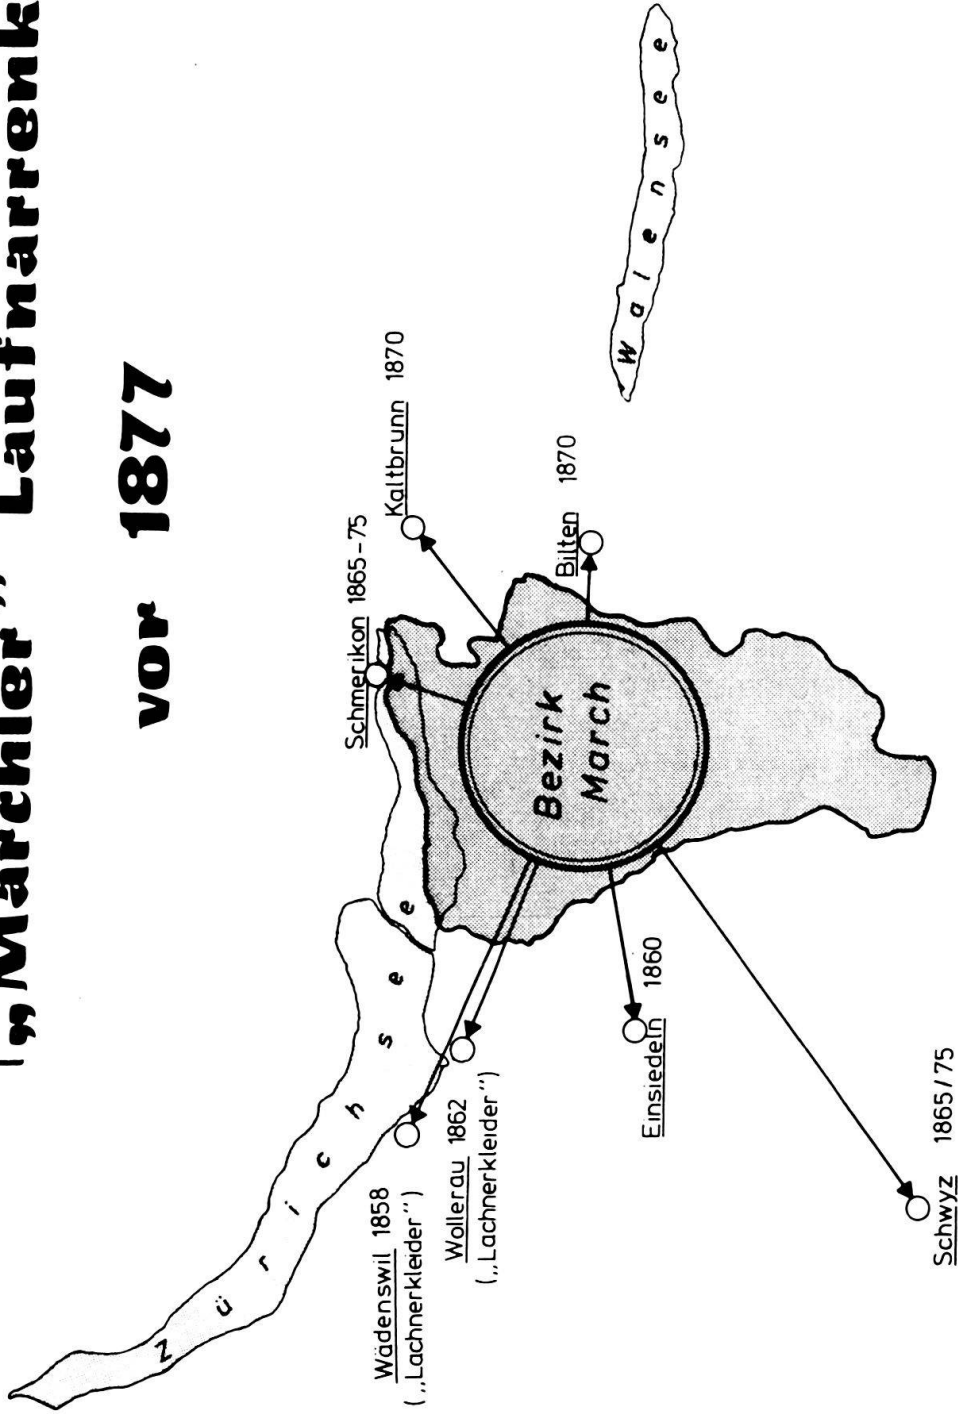 „Märchler” Laufnarrenk
vor 1877
Zürichsee
Walensee
Schmerikon 1865-75
Kaltbrunn 1870
Bilten 1870
Bezirk
March
Wädenswil 1858
(„Lachnerkleider“)
Wollerau 1862
(„Lachnerkleider“)
Einsiedeln 1860
Schwyz 1865/75